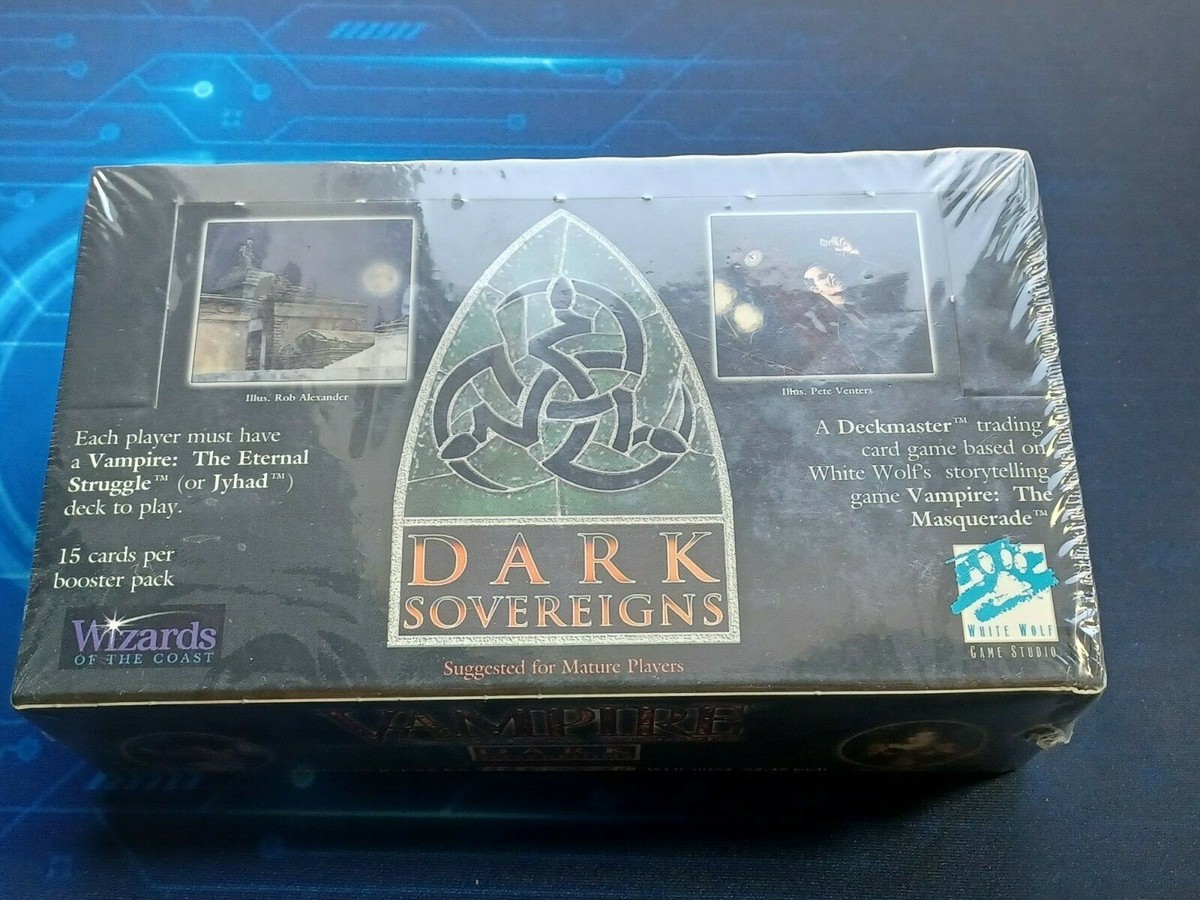 Illus. Rob Alexander
Each player must have
a Vampire: The Eternal
Struggle™ (or Jyhad™)
deck to play.
15 cards per
booster pack
Wizards
OF THE COAST
DARK
SOVEREIGNS
Suggested for Mature Players
Illus. Pete Venters
A Deckmaster™ trading
card game based on
White Wolf's storytelling
game Vampire: The
Masquerade™
WHITE WOLF
GAME STUDIO
VAMPIRE
DARK